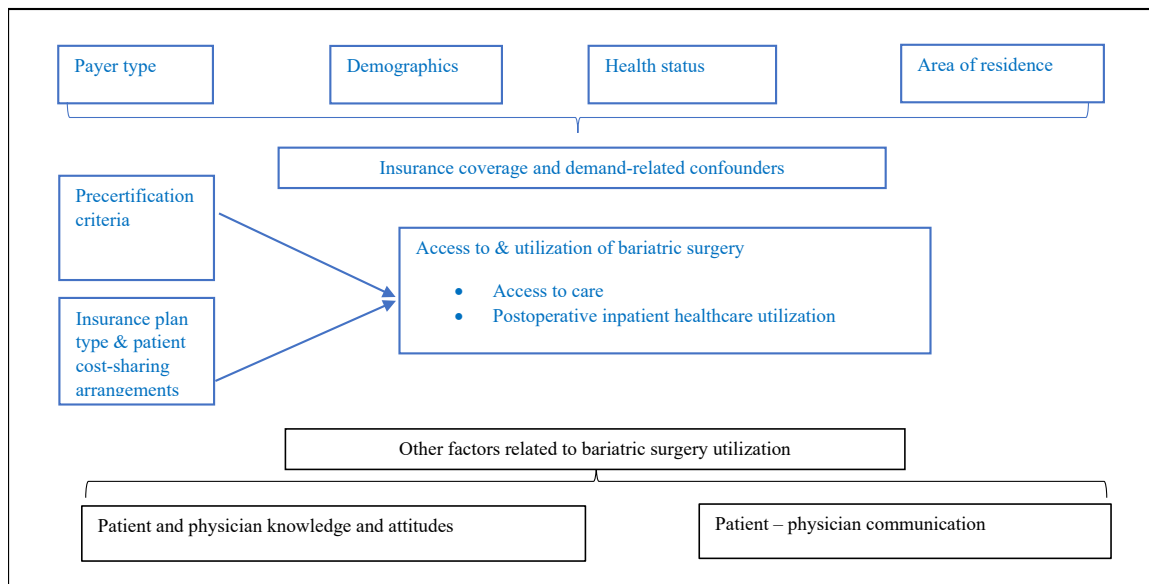 Payer type
Demographics
Health status
Area of residence
Insurance coverage and demand-related confounders
Precertification
criteria
Access to & utilization of bariatric surgery
• Access to care
• Postoperative inpatient healthcare utilization
Insurance plan
type & patient
cost-sharing
arrangements
Other factors related to bariatric surgery utilization
Patient and physician knowledge and attitudes
Patient – physician communication